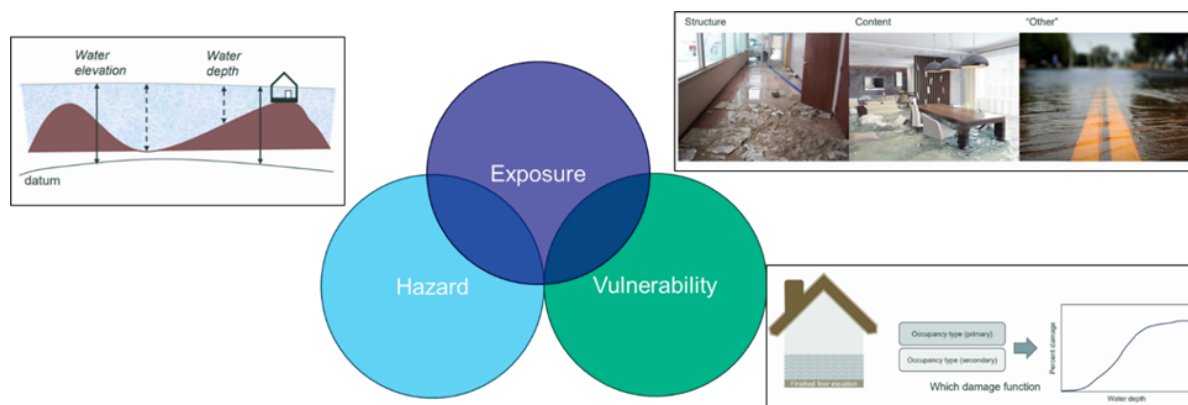 Water
elevation
Water
depth
datum
Structure
Content
"Other"
Exposure
Hazard
Vulnerability
Finished floor elevation
Occupancy type (primary)
Occupancy type (secondary)
Which damage function
Percent damage
Water depth